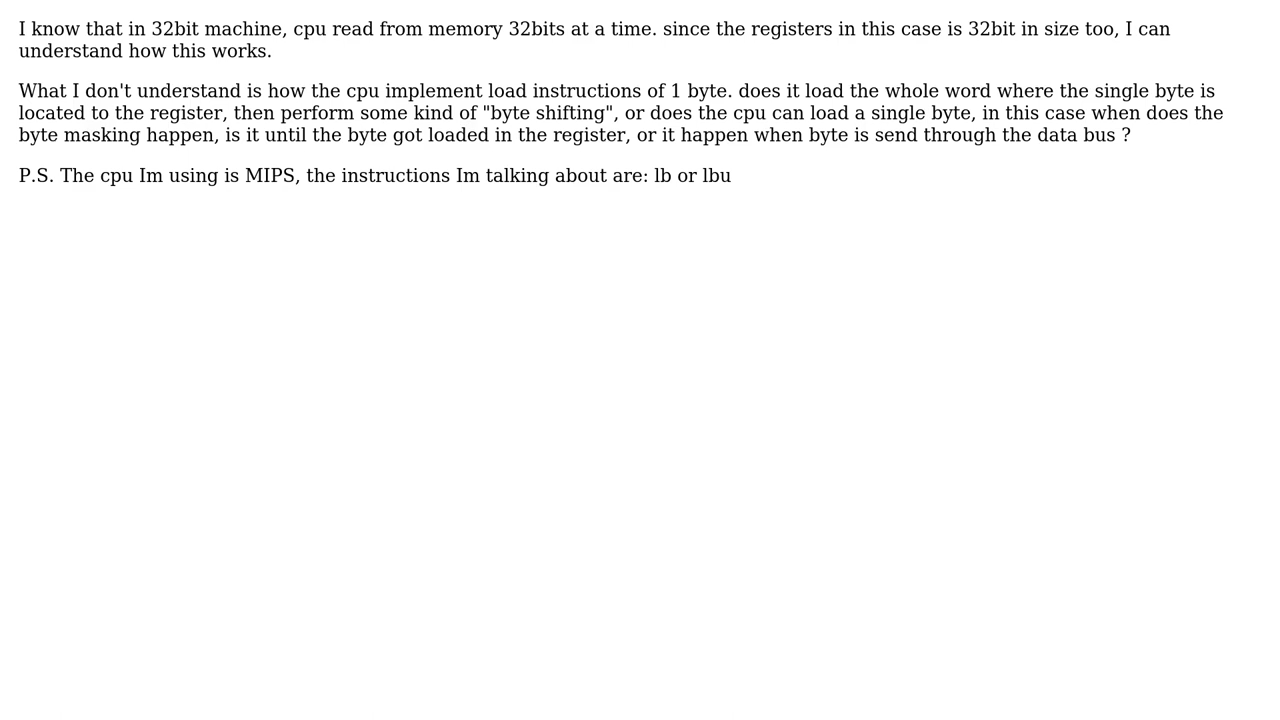 I know that in 32bit machine, cpu read from memory 32bits at a time. since the registers in this case is 32bit in size too, I can
understand how this works.
What I don't understand is how the cpu implement load instructions of 1 byte. does it load the whole word where the single byte is
located to the register, then perform some kind of "byte shifting", or does the cpu can load a single byte, in this case when does the
byte masking happen, is it until the byte got loaded in the register, or it happen when byte is send through the data bus ?
P.S. The cpu Im using is MIPS, the instructions Im talking about are: lb or lbu